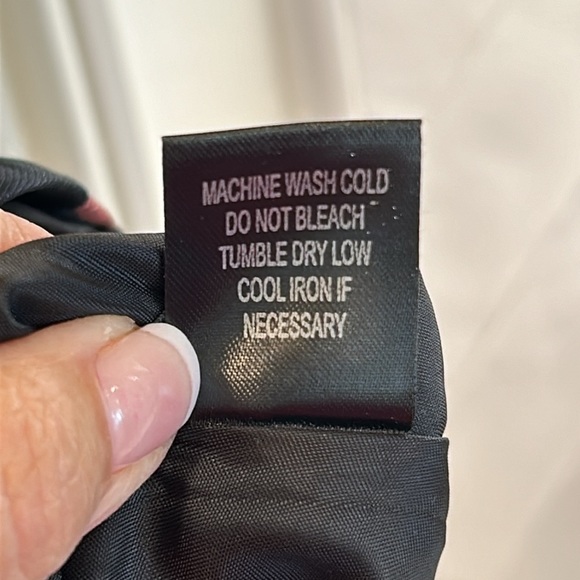 MACHINE WASH COLD
DO NOT BLEACH
TUMBLE DRY LOW
COOL IRON IF
NECESSARY